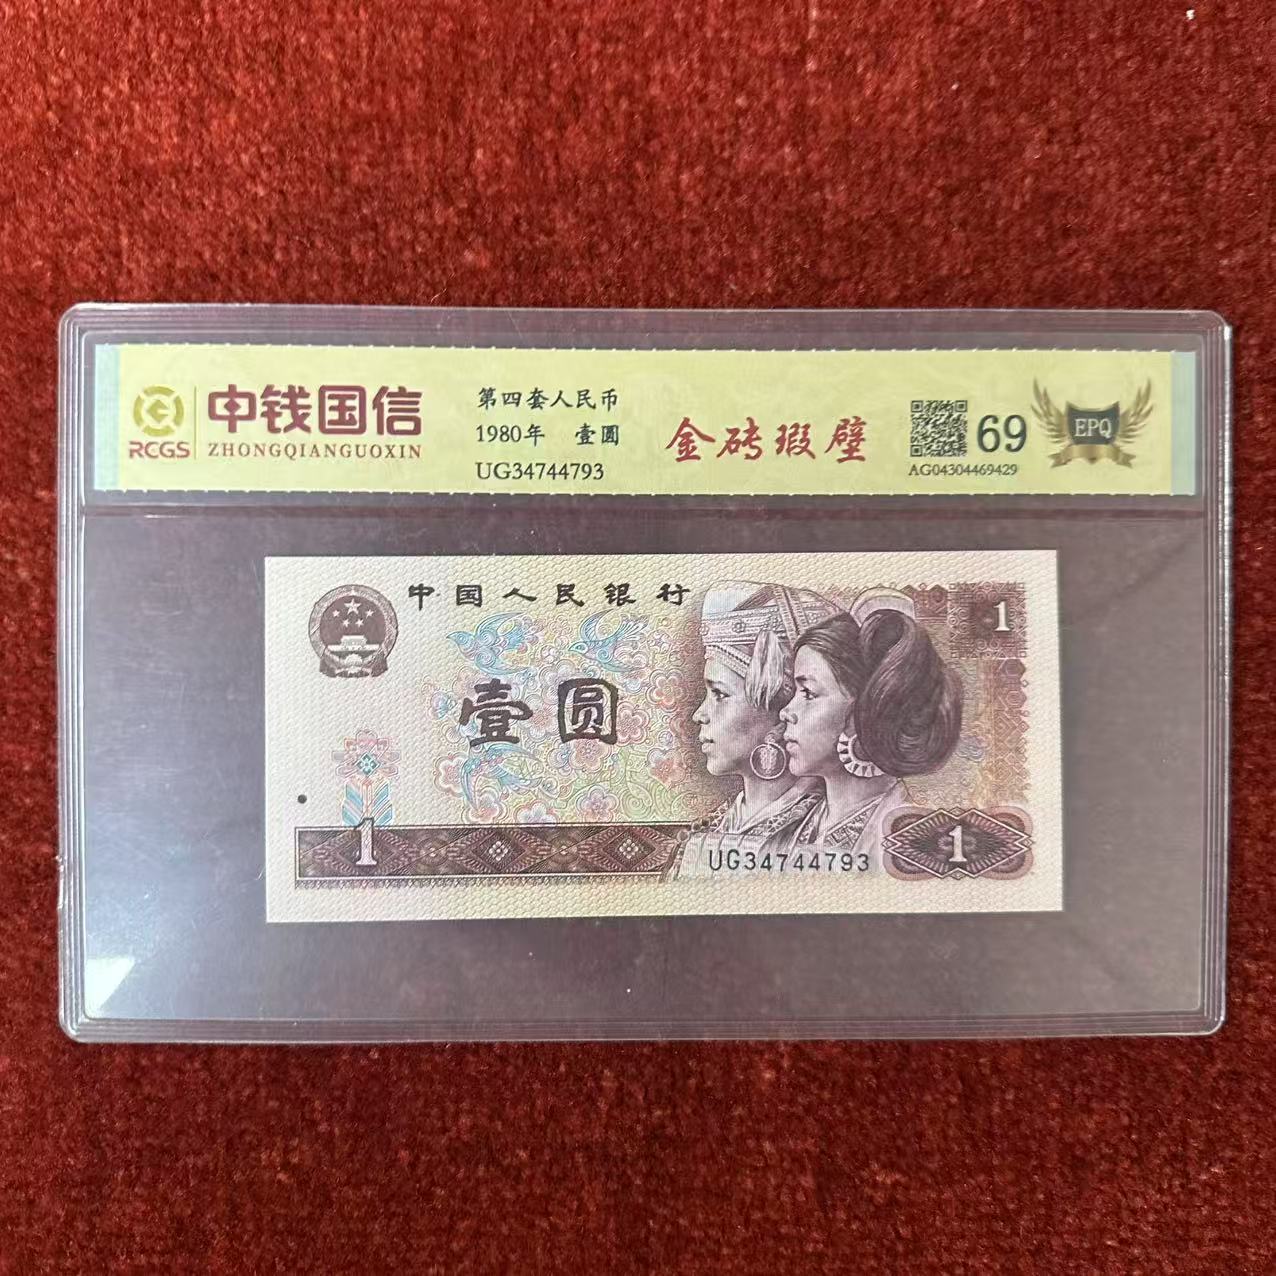 RCGS
中钱国信
ZHONGQIANGUOXIN
第四套人民币
1980年 壹圆
UG34744793
金砖瑕璧
69
EPQ
AG04304469429
中国人民银行
1
壹圆
1
UG34744793
1